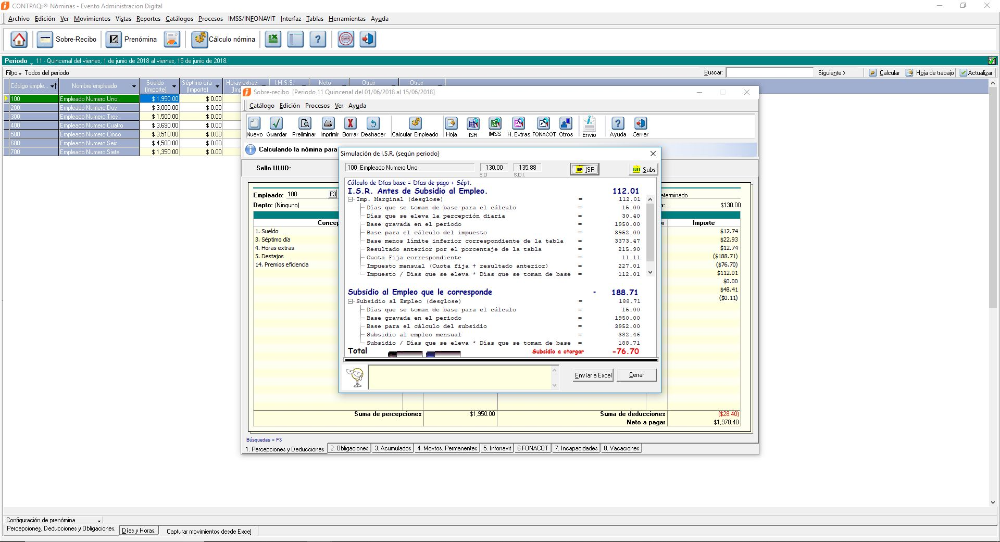 CONTPAQi® Nóminas - Evento Administracion Digital
Archivo Edición Ver Movimientos Vistas Reportes Catálogos Procesos IMSS/INFONAVIT Interfaz Tablas Herramientas Ayuda
Sobre-Recibo Prenómina Cálculo nómina
Periodo 11 - Quincenal del viernes, 1 de junio de 2018 al viernes, 15 de junio de 2018.
Filtro Todos del periodo Buscar: Siguiente > Calcular Hoja de trabajo Actualizar
Código emple... Nombre empleado Sueldo (Importe) Séptimo día (Importe) Horas extras I.M.S.S. Neto Otras Otras
100 Empleado Numero Uno $ 1,950.00 $ 0.00
200 Empleado Numero Dos $ 3,000.00 $ 0.00
300 Empleado Numero Tres $ 1,500.00 $ 0.00
400 Empleado Numero Cuatro $ 3,690.00 $ 0.00
500 Empleado Numero Cinco $ 3,510.00 $ 0.00
600 Empleado Numero Seis $ 4,500.00 $ 0.00
700 Empleado Numero Siete $ 1,350.00 $ 0.00
Sobre-recibo [Periodo 11 Quincenal del 01/06/2018 al 15/06/2018]
Catálogo Edición Procesos Ver Ayuda
Nuevo Guardar Preliminar Imprimir Borrar Deshacer Calcular Empleado Hoja ISR IMSS H. Extras FONACOT Otros Envío Ayuda Cerrar
Calculando la nómina para
Sello UUID:
Empleado: 100 F3
Depto: (Ninguno) $130.00
Importe
1. Sueldo $12.74
3. Séptimo día $22.93
4. Horas extras $12.74
5. Destajos ($188.71)
14. Premios eficiencia ($76.70)
$112.01
$0.00
$48.41
($0.11)
Simulación de I.S.R. (según periodo)
100 Empleado Numero Uno 130.00 135.88 ISR Subs
S.D S.D.I.
Cálculo de Días base = Días de pago + Sépt.
I.S.R. Antes de Subsidio al Empleo. 112.01
Imp. Marginal (desglose) = 112.01
Días que se toman de base para el cálculo = 15.00
Días que se eleva la percepción diaria = 30.40
Base gravada en el periodo = 1950.00
Base para el cálculo del impuesto = 3952.00
Base menos límite inferior correspondiente de la tabla = 3373.47
Resultado anterior por el porcentaje de la tabla = 215.90
Cuota Fija correspondiente = 11.11
Impuesto mensual (Cuota fija + resultado anterior) = 227.01
Impuesto / Días que se eleva * Días que se toman de base = 112.01
Subsidio al Empleo que le corresponde - 188.71
Subsidio al Empleo (desglose) = 188.71
Días que se toman de base para el cálculo = 15.00
Base gravada en el periodo = 1950.00
Base para el cálculo del subsidio = 3952.00
Subsidio al empleo mensual = 382.46
Subsidio / Días que se eleva * Días que se toman de base = 188.71
Total Subsidio a otorgar -76.70
Envíar a Excel Cerrar
Suma de percepciones $1,950.00 Suma de deducciones ($28.40)
Neto a pagar $1,978.40
Búsquedas = F3
1. Percepciones y Deducciones 2. Obligaciones 3. Acumulados 4. Movtos. Permanentes 5. Infonavit 6.FONACOT 7. Incapacidades 8. Vacaciones
Configuración de prenómina
Percepciones, Deducciones y Obligaciones. Días y Horas. Capturar movimientos desde Excel